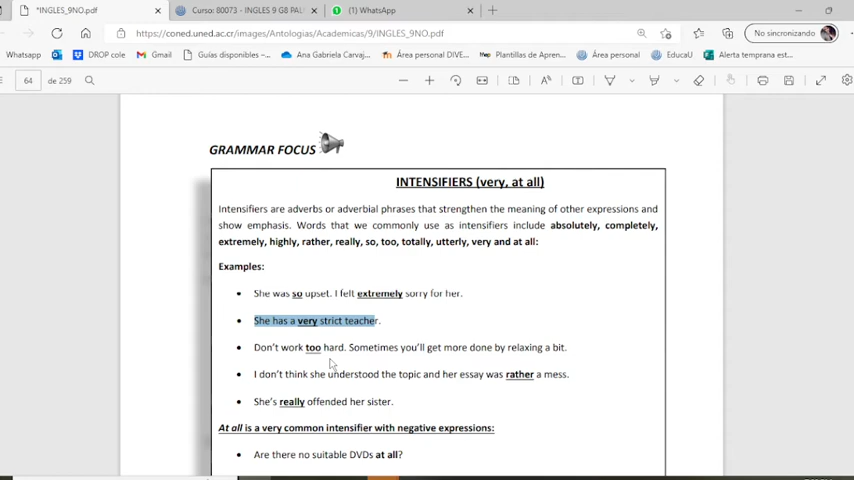 *INGLES_9NO.pdf
Curso: 80073 - INGLES 9 G8 PAL
(1) WhatsApp
https://coned.uned.ac.cr/images/Antologias/Academicas/9/INGLES_9NO.pdf
No sincronizando
Whatsapp
DROP cole
Gmail
Guías disponibles –...
Ana Gabriela Carvaj...
Área personal DIVE...
Plantillas de Apren...
Área personal
EducaU
Alerta temprana est...
64 de 259
GRAMMAR FOCUS
INTENSIFIERS (very, at all)
Intensifiers are adverbs or adverbial phrases that strengthen the meaning of other expressions and
show emphasis. Words that we commonly use as intensifiers include absolutely, completely,
extremely, highly, rather, really, so, too, totally, utterly, very and at all:
Examples:
• She was so upset. I felt extremely sorry for her.
• She has a very strict teacher.
• Don't work too hard. Sometimes you'll get more done by relaxing a bit.
• I don't think she understood the topic and her essay was rather a mess.
• She's really offended her sister.
At all is a very common intensifier with negative expressions:
• Are there no suitable DVDs at all?